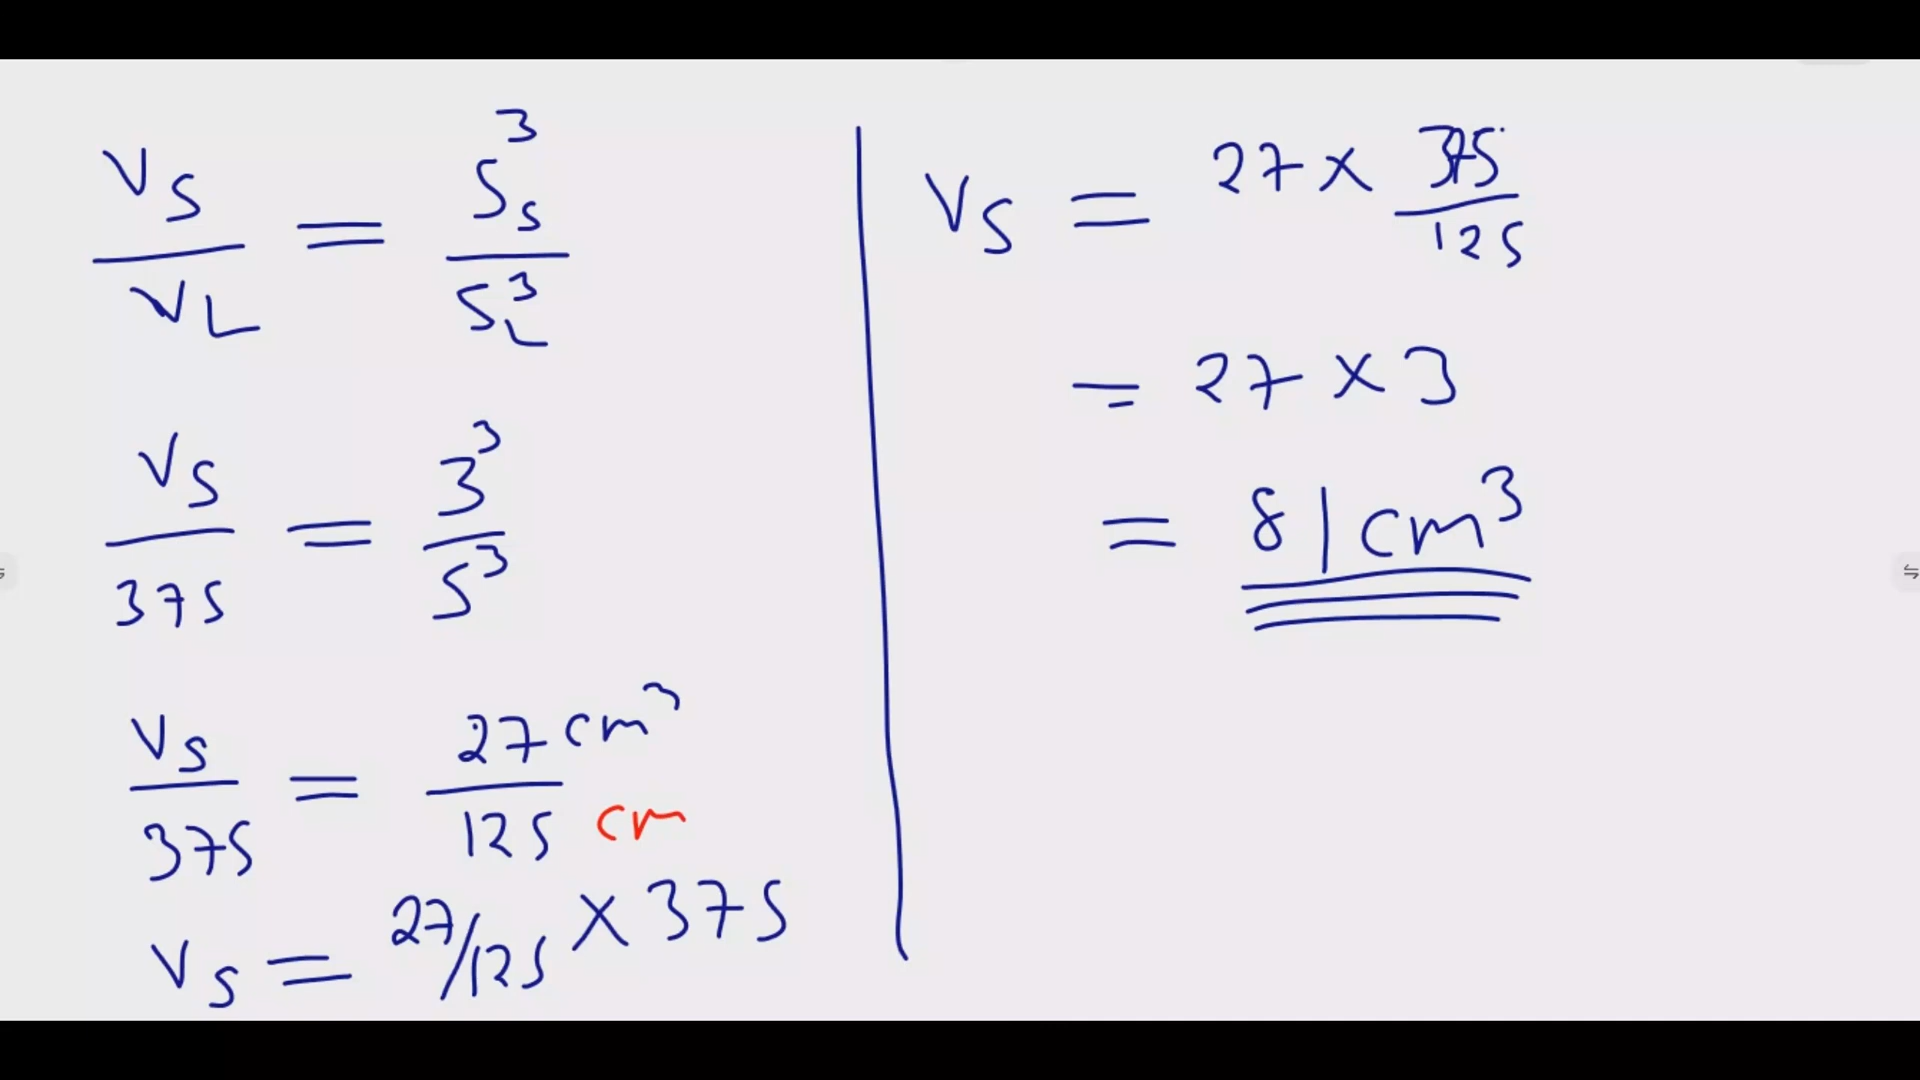 Vs/VL = Ss³/SL³
Vs/375 = 3³/5³
Vs/375 = 27 cm³/125 cm
Vs = 27/125 × 375
Vs = 27 × 375/125
= 27 × 3
= 81 cm³